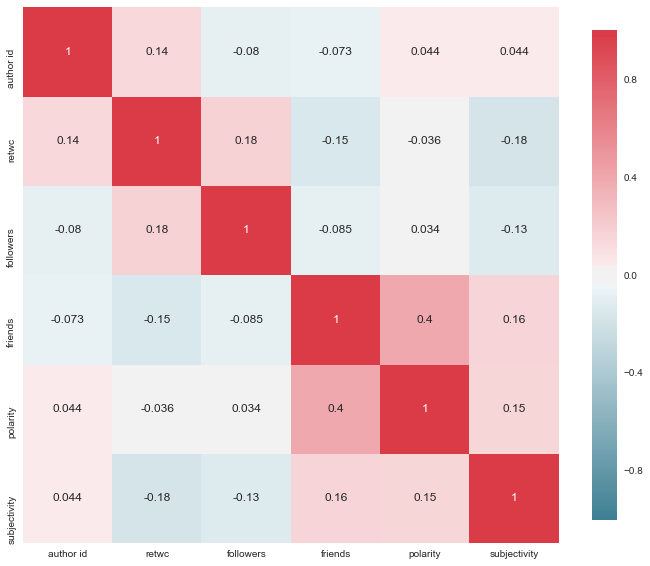 author id 1 0.14 -0.08 -0.073 0.044 0.044
retwc 0.14 1 0.18 -0.15 -0.036 -0.18
followers -0.08 0.18 1 -0.085 0.034 -0.13
friends -0.073 -0.15 -0.085 1 0.4 0.16
polarity 0.044 -0.036 0.034 0.4 1 0.15
subjectivity 0.044 -0.18 -0.13 0.16 0.15 1
author id retwc followers friends polarity subjectivity
0.8
0.4
0.0
−0.4
−0.8